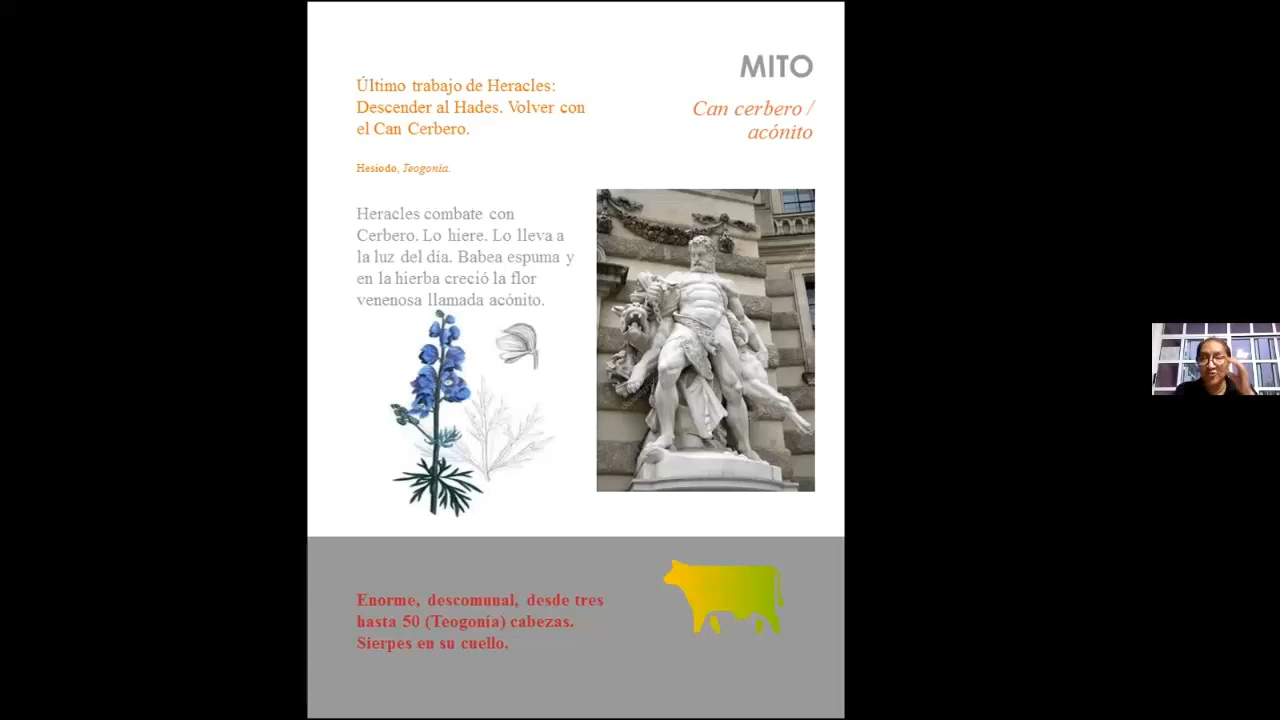 MITO
Can cerbero /
acónito
Último trabajo de Heracles:
Descender al Hades. Volver con
el Can Cerbero.
Hesiodo, Teogonía.
Heracles combate con
Cerbero. Lo hiere. Lo lleva a
la luz del día. Babea espuma y
en la hierba creció la flor
venenosa llamada acónito.
Enorme, descomunal, desde tres
hasta 50 (Teogonía) cabezas.
Sierpes en su cuello.